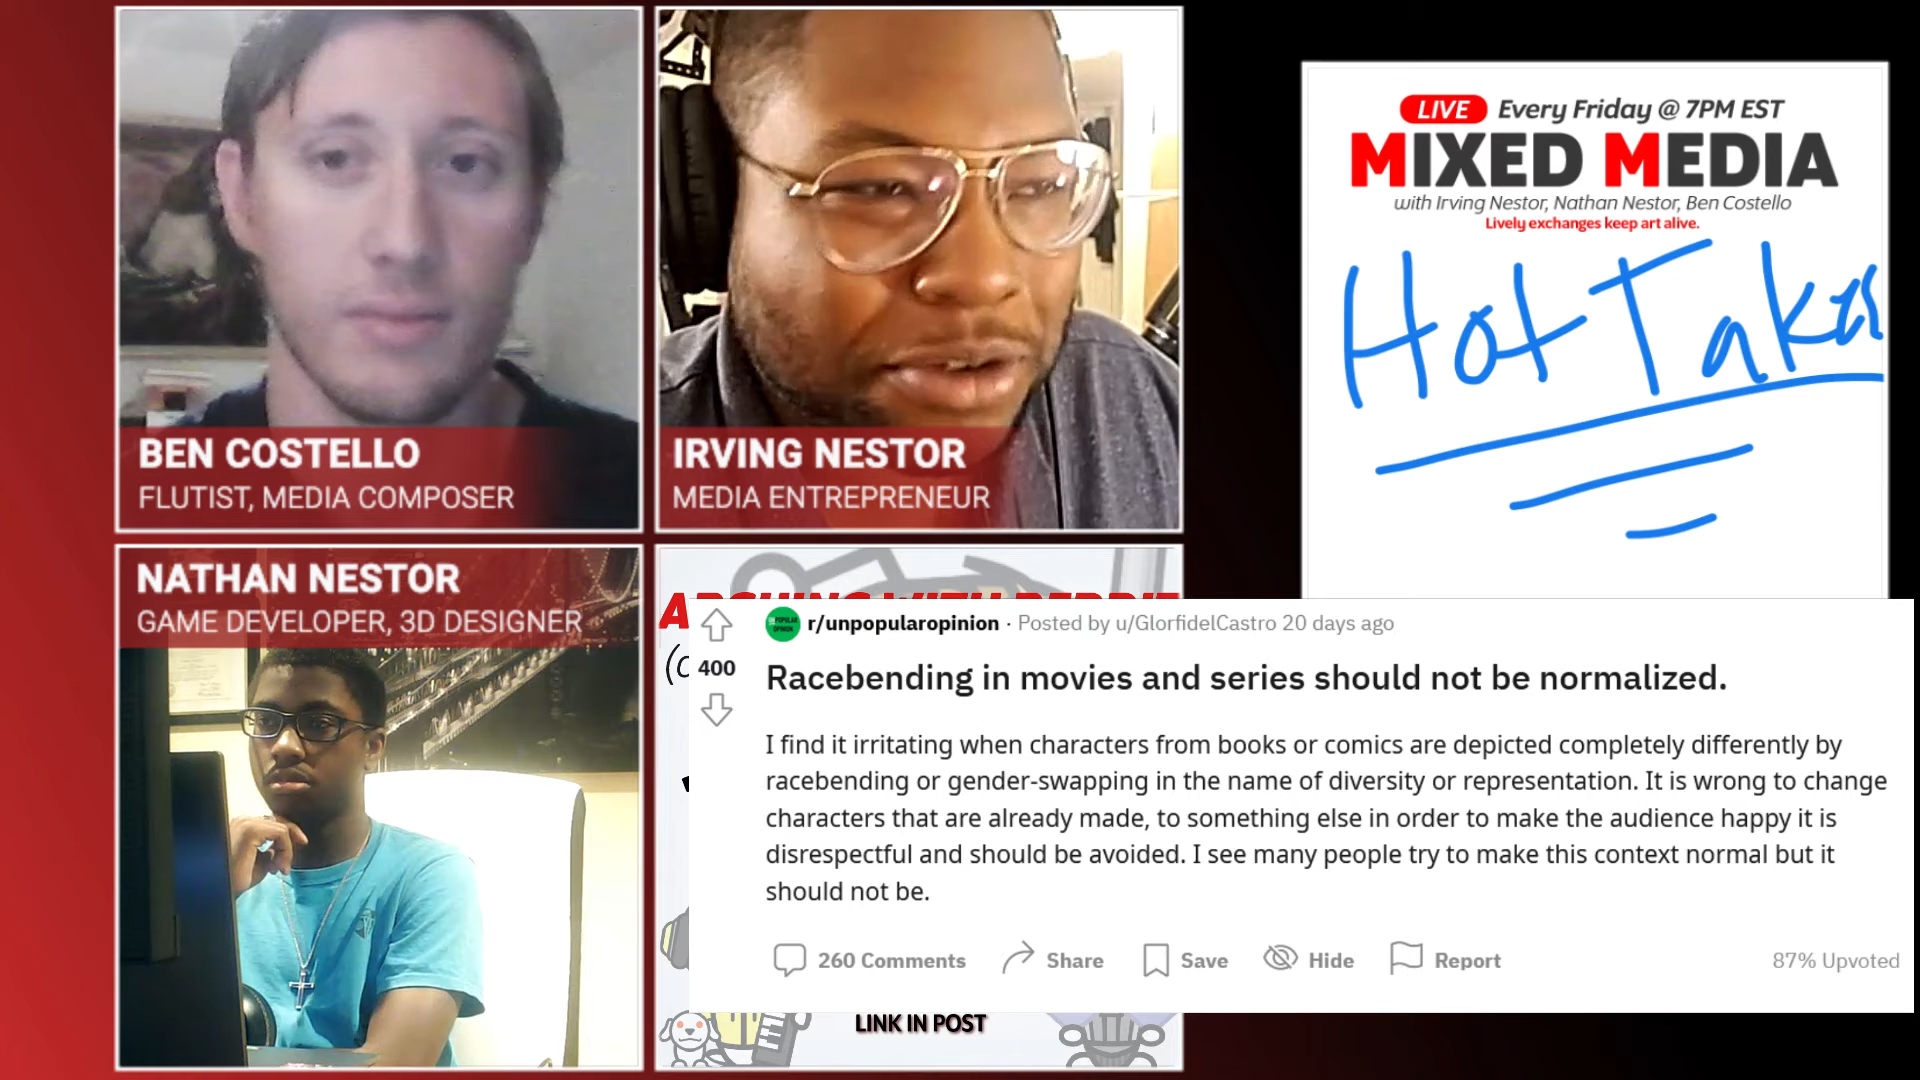 BEN COSTELLO
FLUTIST, MEDIA COMPOSER
IRVING NESTOR
MEDIA ENTREPRENEUR
LIVE Every Friday @ 7PM EST
MIXED MEDIA
with Irving Nestor, Nathan Nestor, Ben Costello
Lively exchanges keep art alive.
Hot Takes
NATHAN NESTOR
GAME DEVELOPER, 3D DESIGNER
r/unpopularopinion · Posted by u/GlorfidelCastro 20 days ago
400
Racebending in movies and series should not be normalized.
I find it irritating when characters from books or comics are depicted completely differently by
racebending or gender-swapping in the name of diversity or representation. It is wrong to change
characters that are already made, to something else in order to make the audience happy it is
disrespectful and should be avoided. I see many people try to make this context normal but it
should not be.
260 Comments Share Save Hide Report 87% Upvoted
LINK IN POST